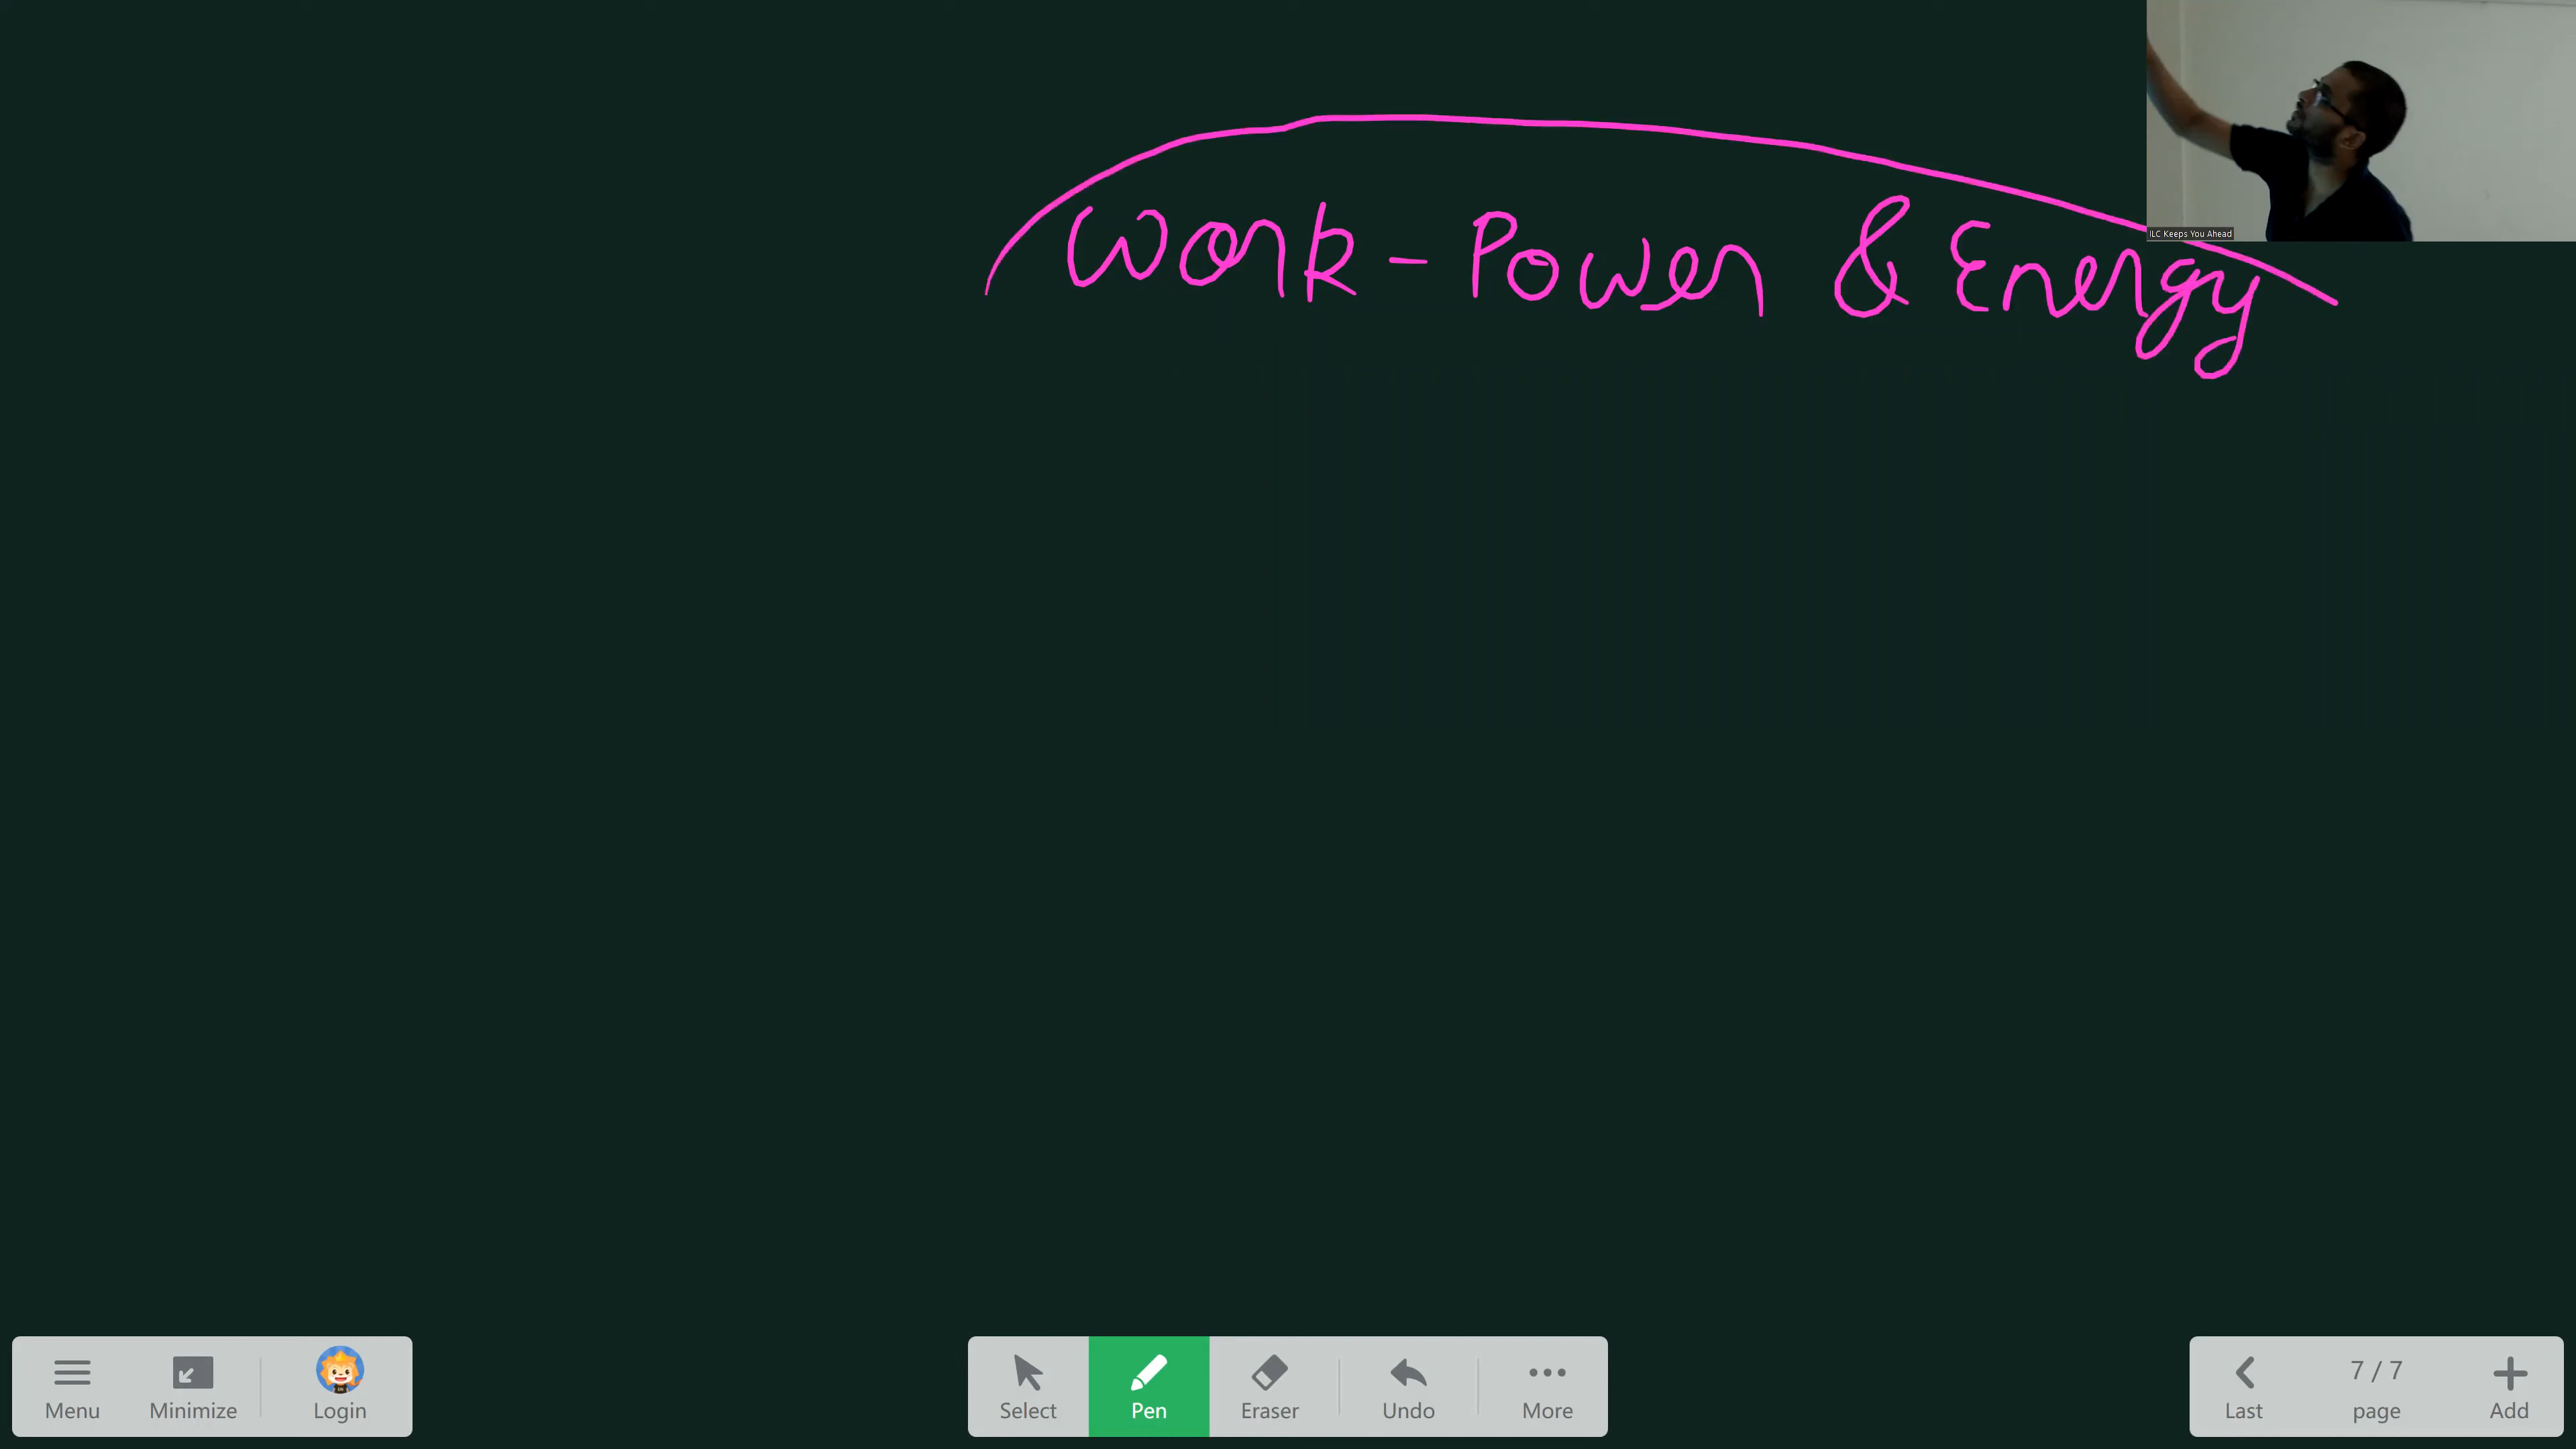 Work - Power & Energy
ILC Keeps You Ahead
Menu
Minimize
Login
Select
Pen
Eraser
Undo
More
Last
7 / 7
page
Add